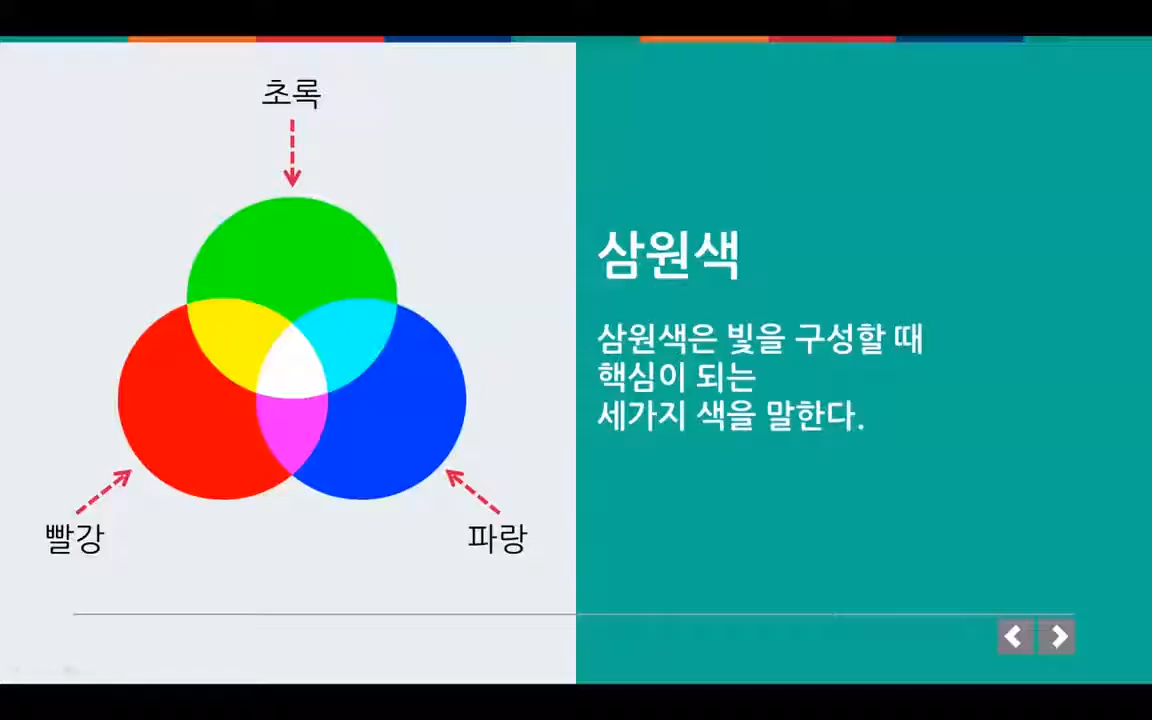 초록
빨강
파랑
삼원색
삼원색은 빛을 구성할 때
핵심이 되는
세가지 색을 말한다.